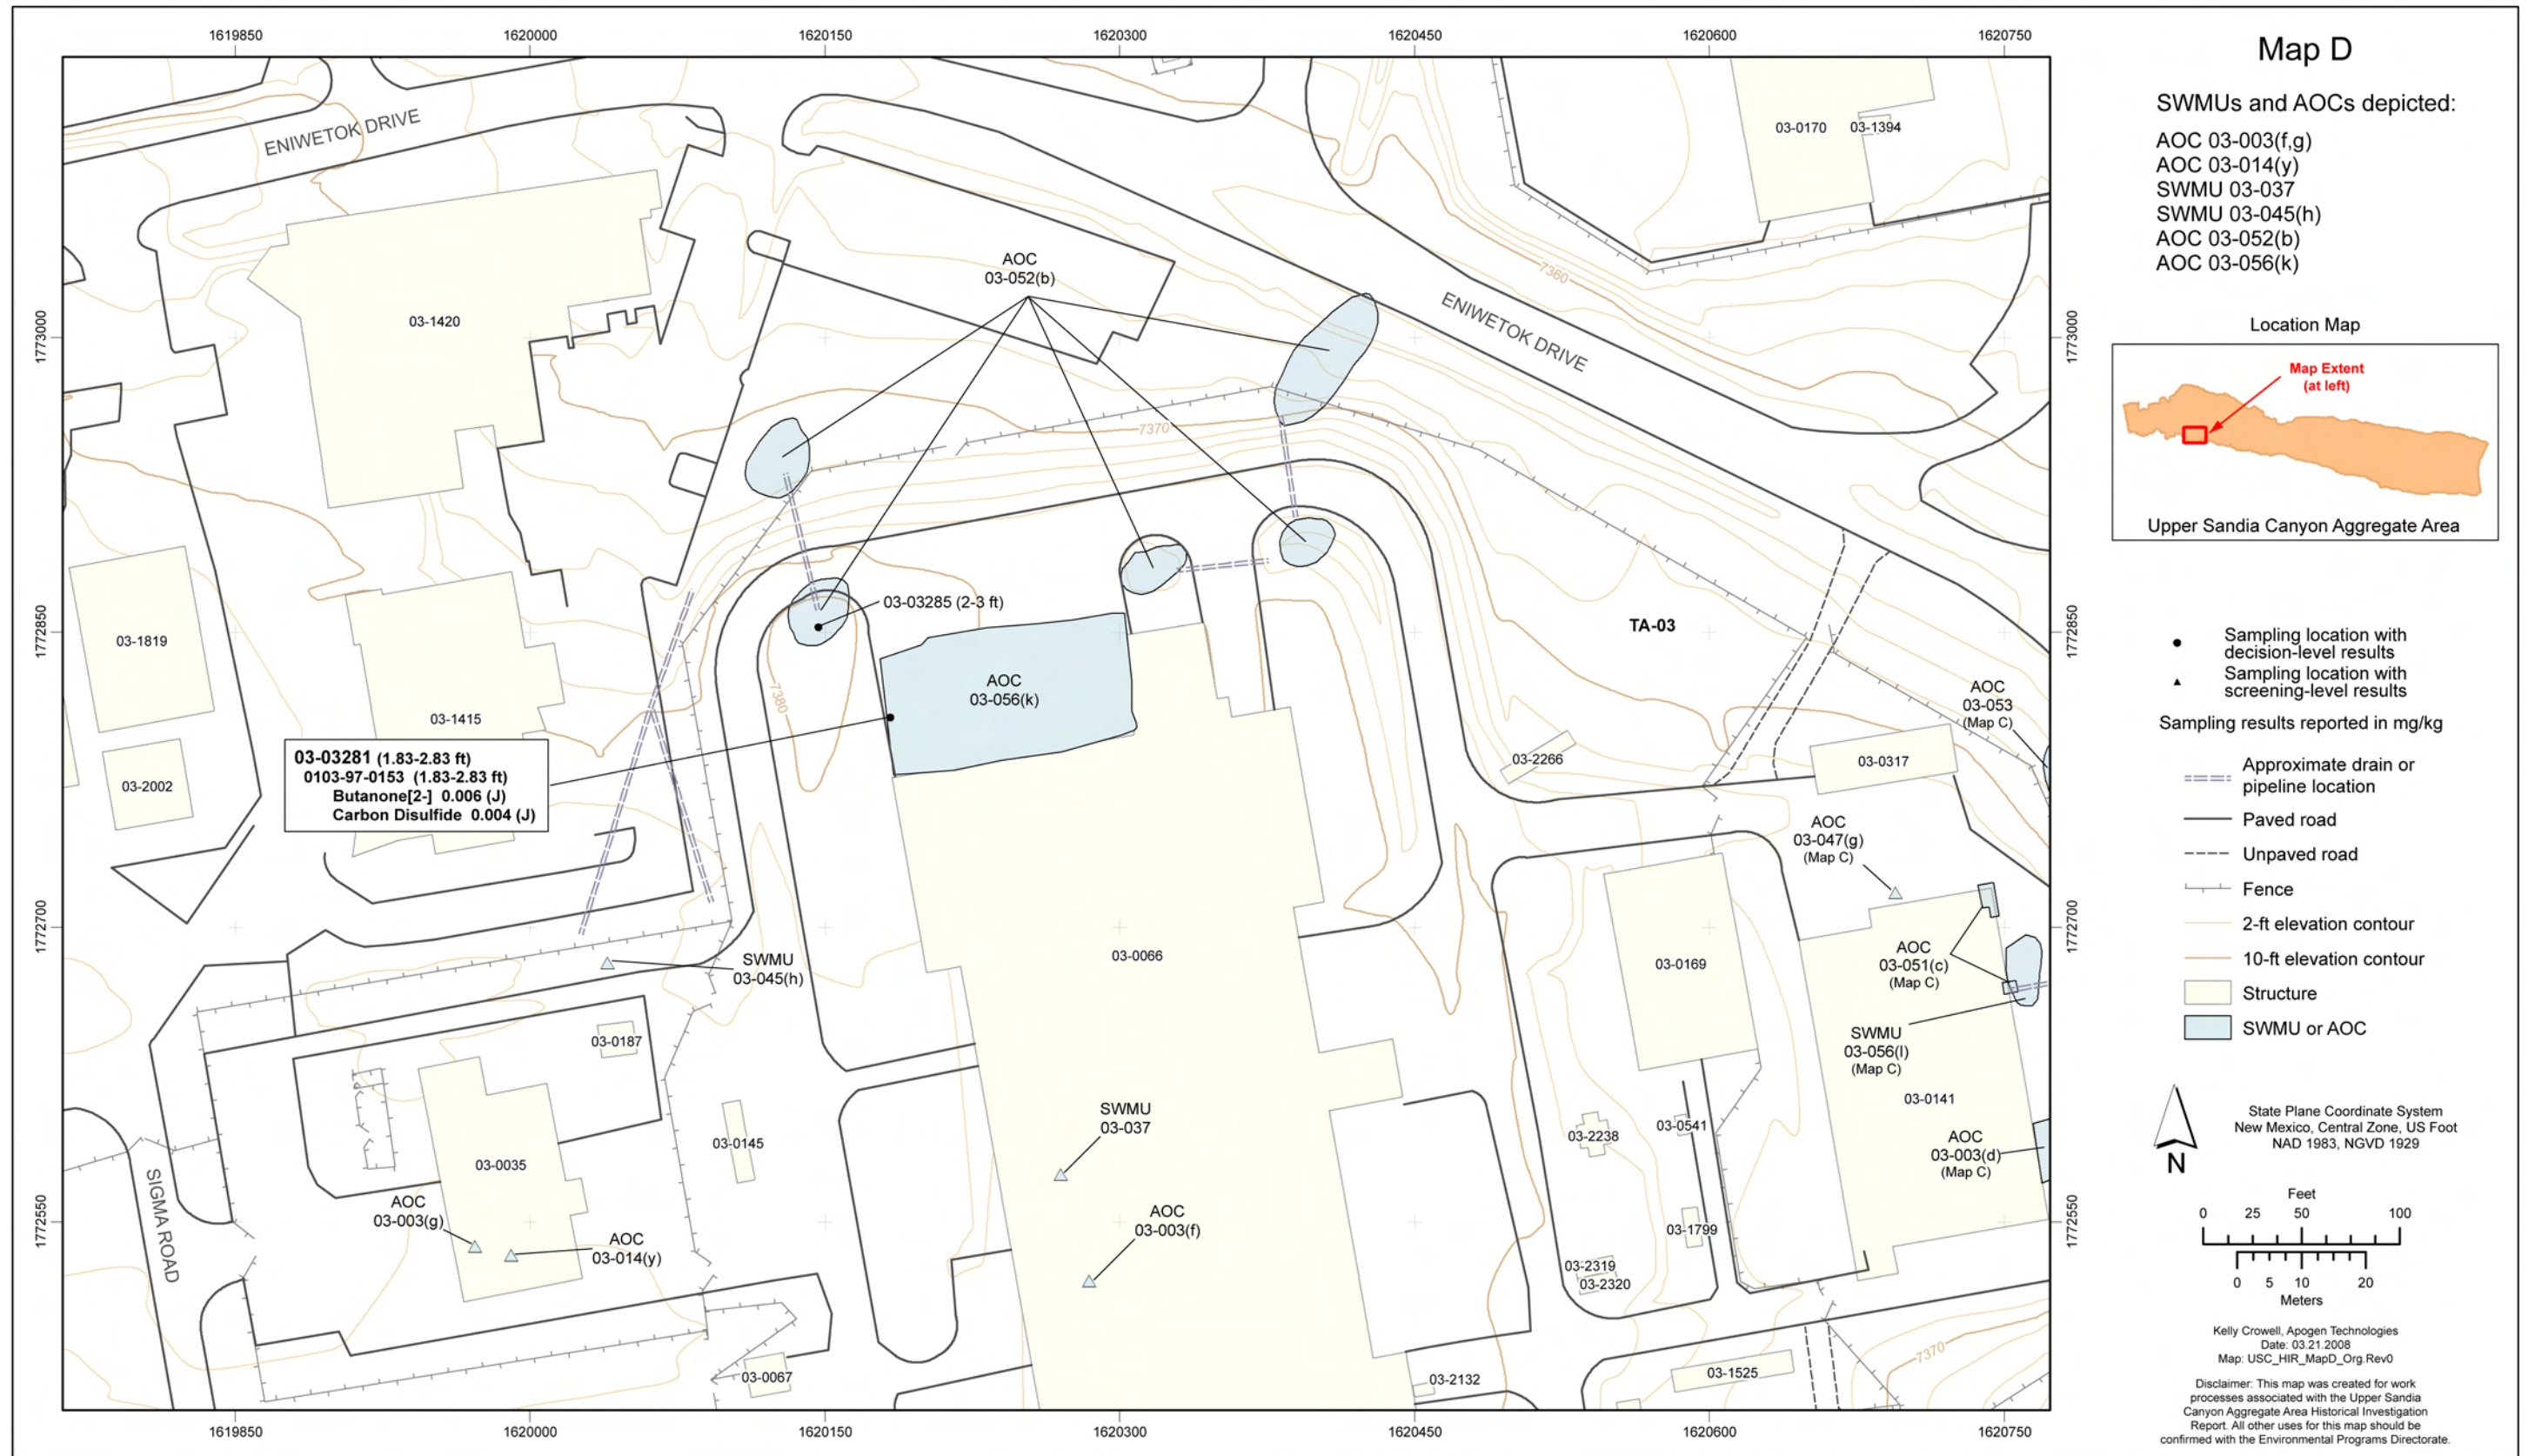 1619850
1620000
1620150
1620300
1620450
1620600
1620750
Map D
SWMUs and AOCs depicted:
AOC 03-003(f,g)
AOC 03-014(y)
SWMU 03-037
SWMU 03-045(h)
AOC 03-052(b)
AOC 03-056(k)
Location Map
Map Extent
(at left)
Upper Sandia Canyon Aggregate Area
Sampling location with
decision-level results
Sampling location with
screening-level results
Sampling results reported in mg/kg
Approximate drain or
pipeline location
Paved road
Unpaved road
Fence
2-ft elevation contour
10-ft elevation contour
Structure
SWMU or AOC
N
State Plane Coordinate System
New Mexico, Central Zone, US Foot
NAD 1983, NGVD 1929
Feet
0 25 50 100
0 5 10 20
Meters
Kelly Crowell, Apogen Technologies
Date: 03.21.2008
Map: USC_HIR_MapD_Org.Rev0
Disclaimer: This map was created for work
processes associated with the Upper Sandia
Canyon Aggregate Area Historical Investigation
Report. All other uses for this map should be
confirmed with the Environmental Programs Directorate.
ENIWETOK DRIVE
03-0170
03-1394
AOC
03-052(b)
7360
ENIWETOK DRIVE
03-1420
1773000
1773000
7370
03-03285 (2-3 ft)
1772850
1772850
TA-03
03-1819
AOC
03-056(k)
7380
AOC
03-053
(Map C)
03-1415
03-2266
03-0317
03-03281 (1.83-2.83 ft)
0103-97-0153 (1.83-2.83 ft)
Butanone[2-] 0.006 (J)
Carbon Disulfide 0.004 (J)
03-2002
AOC
03-047(g)
(Map C)
1772700
1772700
SWMU
03-045(h)
03-0066
03-0169
AOC
03-051(c)
(Map C)
03-0187
SWMU
03-056(l)
(Map C)
03-0141
SWMU
03-037
03-0145
03-2238
03-0541
AOC
03-003(d)
(Map C)
03-0035
SIGMA ROAD
AOC
03-003(g)
AOC
03-014(y)
AOC
03-003(f)
1772550
1772550
03-1799
03-2319
03-2320
03-0067
03-2132
03-1525
7370
1619850
1620000
1620150
1620300
1620450
1620600
1620750